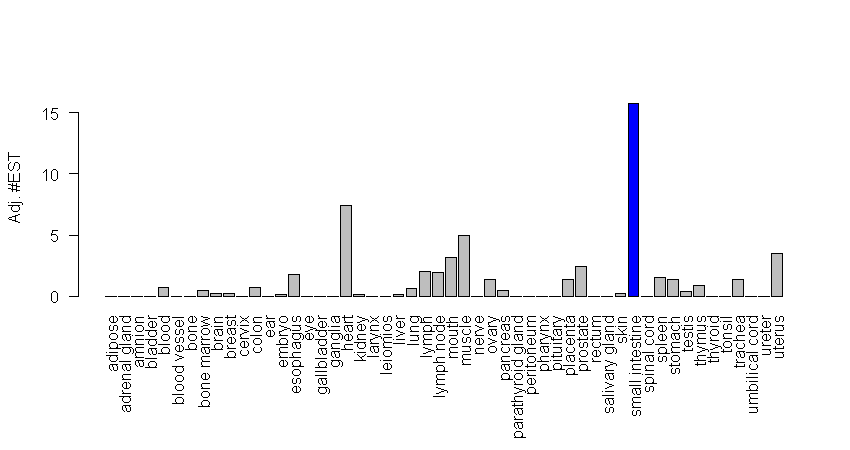 Adj. #EST
15
10
5
0
adipose
adrenal gland
amnion
bladder
blood
blood vessel
bone
bone marrow
brain
breast
cervix
colon
ear
embryo
esophagus
eye
gallbladder
ganglia
heart
kidney
larynx
leiomios
liver
lung
lymph
lymph node
mouth
muscle
nerve
ovary
pancreas
parathyroid gland
peritoneum
pharynx
pituitary
placenta
prostate
rectum
salivary gland
skin
small intestine
spinal cord
spleen
stomach
testis
thymus
thyroid
tonsil
trachea
umbilical cord
ureter
uterus